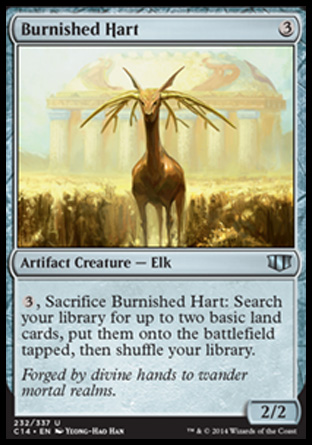 Burnished Hart 3
Artifact Creature — Elk
3, Sacrifice Burnished Hart: Search
your library for up to two basic land
cards, put them onto the battlefield
tapped, then shuffle your library.
Forged by divine hands to wander
mortal realms.
2/2
232/337 U
C14 • EN Yeong-Hao Han
™ & © 2014 Wizards of the Coast